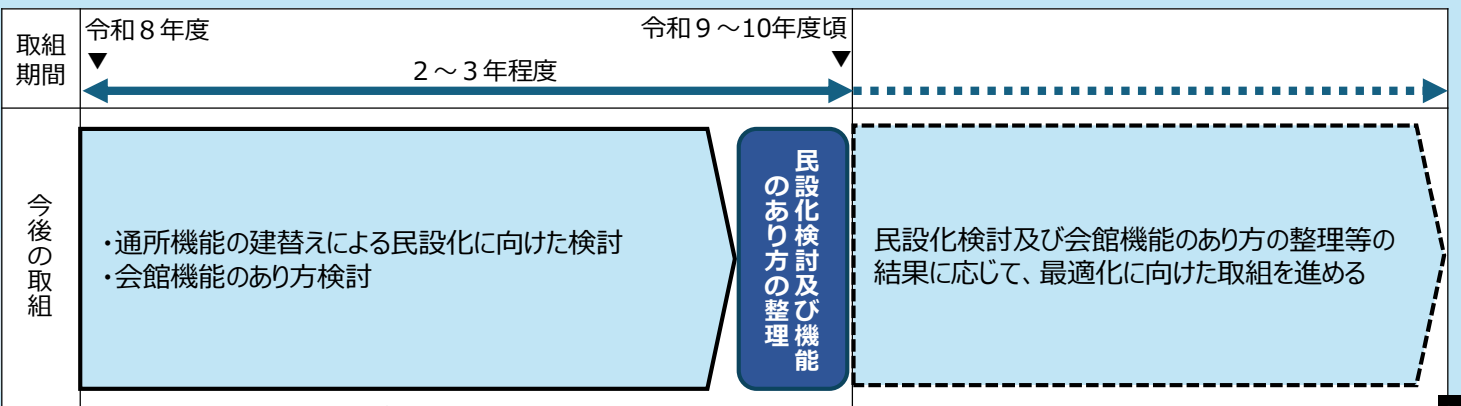 取組
期間
令和８年度
令和９～10年度頃
▼
▼
２～３年程度
今後の取組
・通所機能の建替えによる民設化に向けた検討
・会館機能のあり方検討
民設化検討及び機能
のあり方の整理
民設化検討及び会館機能のあり方の整理等の
結果に応じて、最適化に向けた取組を進める